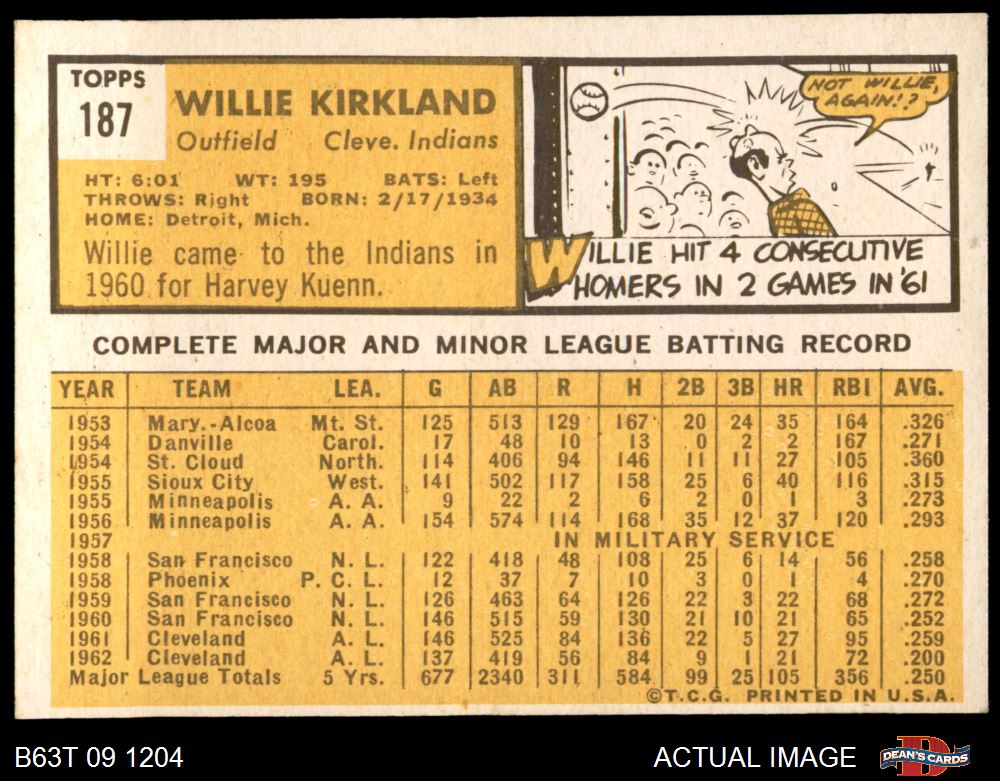 TOPPS
187
WILLIE KIRKLAND
Outfield Cleve. Indians
HT: 6:01 WT: 195 BATS: Left
THROWS: Right BORN: 2/17/1934
HOME: Detroit, Mich.
Willie came to the Indians in
1960 for Harvey Kuenn.
NOT WILLIE,
AGAIN!?
WILLIE HIT 4 CONSECUTIVE
HOMERS IN 2 GAMES IN '61
COMPLETE MAJOR AND MINOR LEAGUE BATTING RECORD
YEAR TEAM LEA. G AB R H 2B 3B HR RBI AVG.
1953 Mary.-Alcoa Mt. St. 125 513 129 167 20 24 35 164 .326
1954 Danville Carol. 17 48 10 13 0 2 2 167 .271
1954 St. Cloud North. 114 406 94 146 11 11 27 105 .360
1955 Sioux City West. 141 502 117 158 25 6 40 116 .315
1955 Minneapolis A. A. 9 22 2 6 2 0 1 3 .273
1956 Minneapolis A. A. 154 574 114 168 35 12 37 120 .293
1957 IN MILITARY SERVICE
1958 San Francisco N. L. 122 418 48 108 25 6 14 56 .258
1958 Phoenix P. C. L. 12 37 7 10 3 0 1 4 .270
1959 San Francisco N. L. 126 463 64 126 22 3 22 68 .272
1960 San Francisco N. L. 146 515 59 130 21 10 21 65 .252
1961 Cleveland A. L. 146 525 84 136 22 5 27 95 .259
1962 Cleveland A. L. 137 419 56 84 9 1 21 72 .200
Major League Totals 5 Yrs. 677 2340 311 584 99 25 105 356 .250
©T.C.G. PRINTED IN U.S.A.
B63T 09 1204 ACTUAL IMAGE DEAN'S CARDS